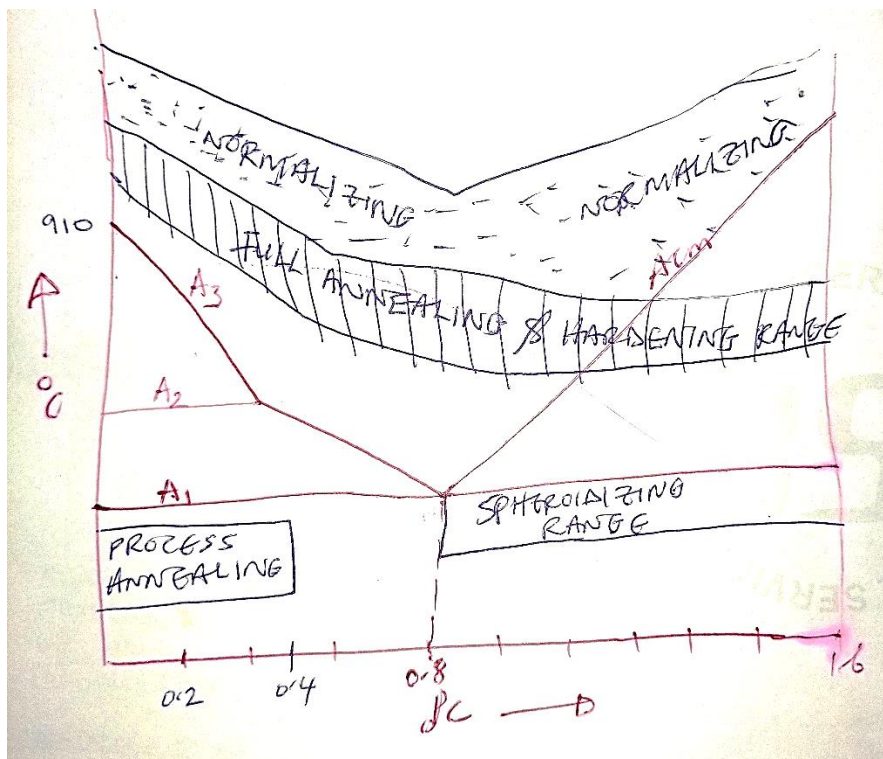 NORMALIZING
NORMALIZING
910
A3
Acm
FULL ANNEALING & HARDENING RANGE
°C
A2
A1
SPHEROIDIZING
RANGE
PROCESS
ANNEALING
0.2
0.4
0.8
1.6